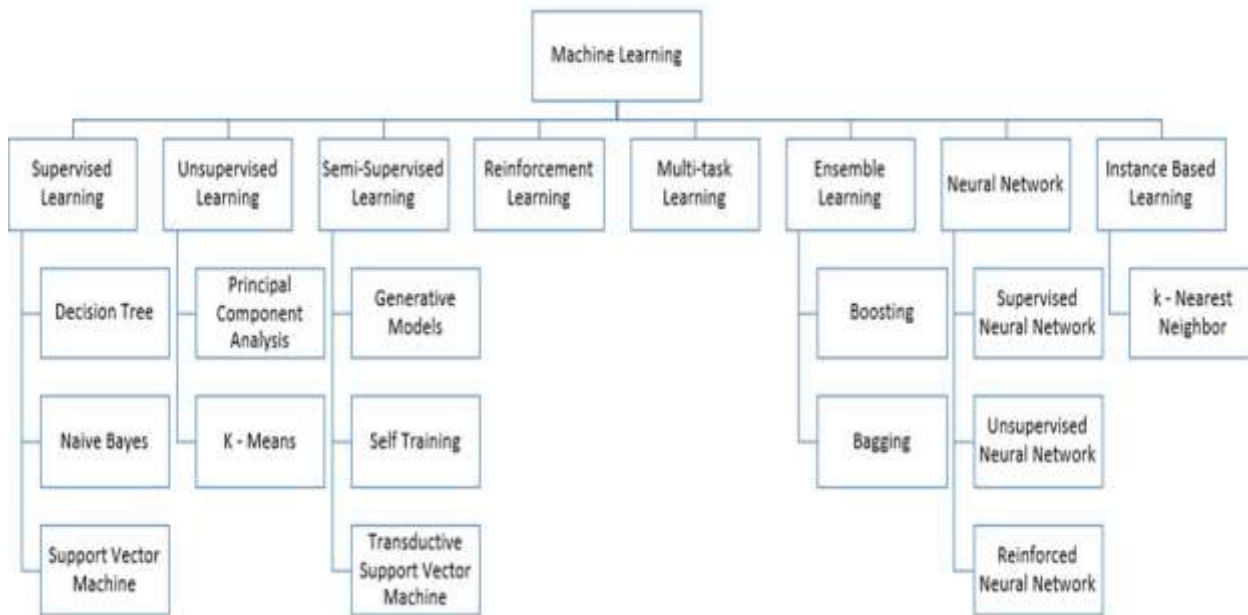 Machine Learning
Supervised
Learning
Unsupervised
Learning
Semi-Supervised
Learning
Reinforcement
Learning
Multi-task
Learning
Ensemble
Learning
Neural Network
Instance Based
Learning
Decision Tree
Principal
Component
Analysis
Generative
Models
Boosting
Supervised
Neural Network
k - Nearest
Neighbor
Naive Bayes
K - Means
Self Training
Bagging
Unsupervised
Neural Network
Support Vector
Machine
Transductive
Support Vector
Machine
Reinforced
Neural Network